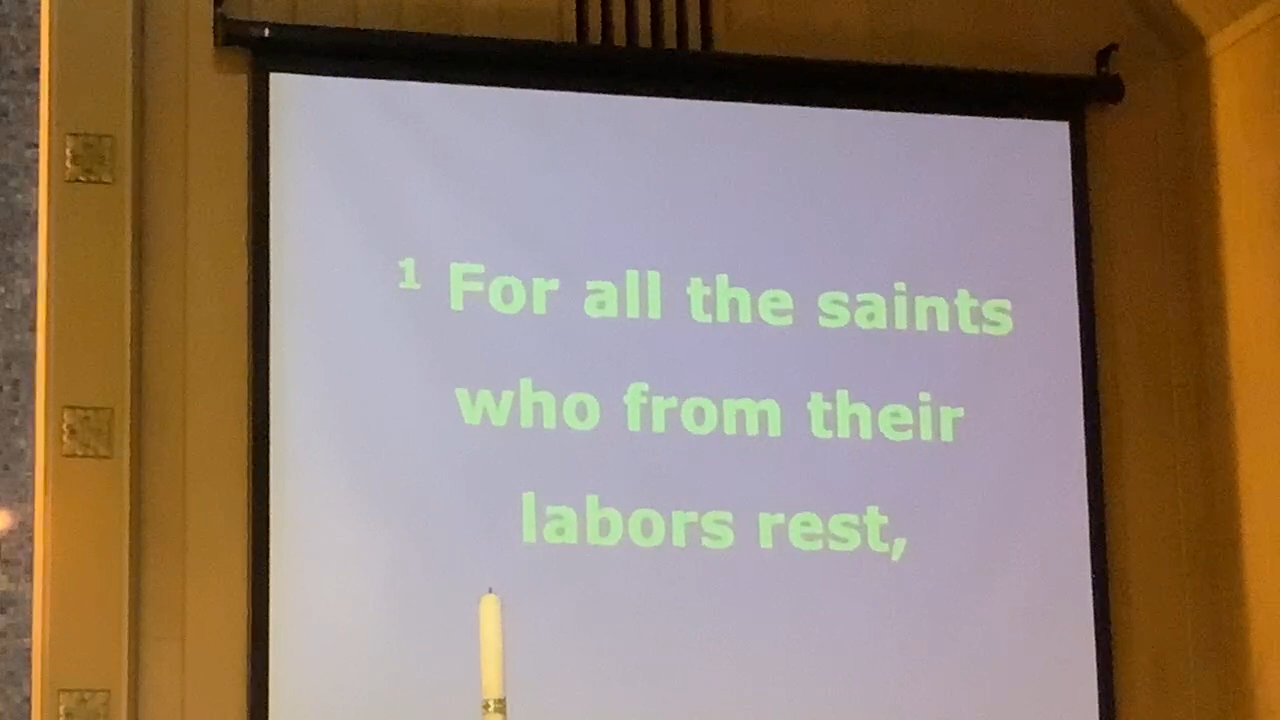 ¹ For all the saints
who from their
labors rest,